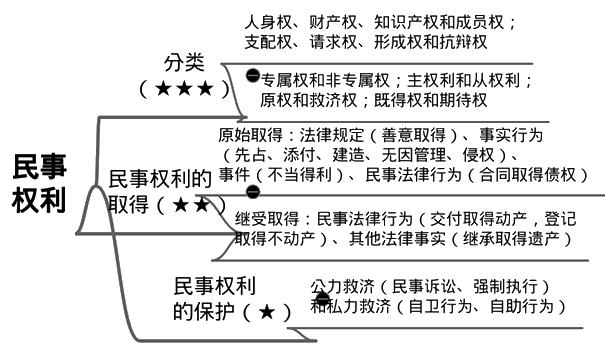 民事
权利
分类
（★★★）
人身权、财产权、知识产权和成员权；
支配权、请求权、形成权和抗辩权
专属权和非专属权；主权利和从权利；
原权和救济权；既得权和期待权
民事权利的
取得（★★）
原始取得：法律规定（善意取得）、事实行为
（先占、添付、建造、无因管理、侵权）、
事件（不当得利）、民事法律行为（合同取得债权）
继受取得：民事法律行为（交付取得动产，登记
取得不动产）、其他法律事实（继承取得遗产）
民事权利
的保护（★）
公力救济（民事诉讼、强制执行）
和私力救济（自卫行为、自助行为）